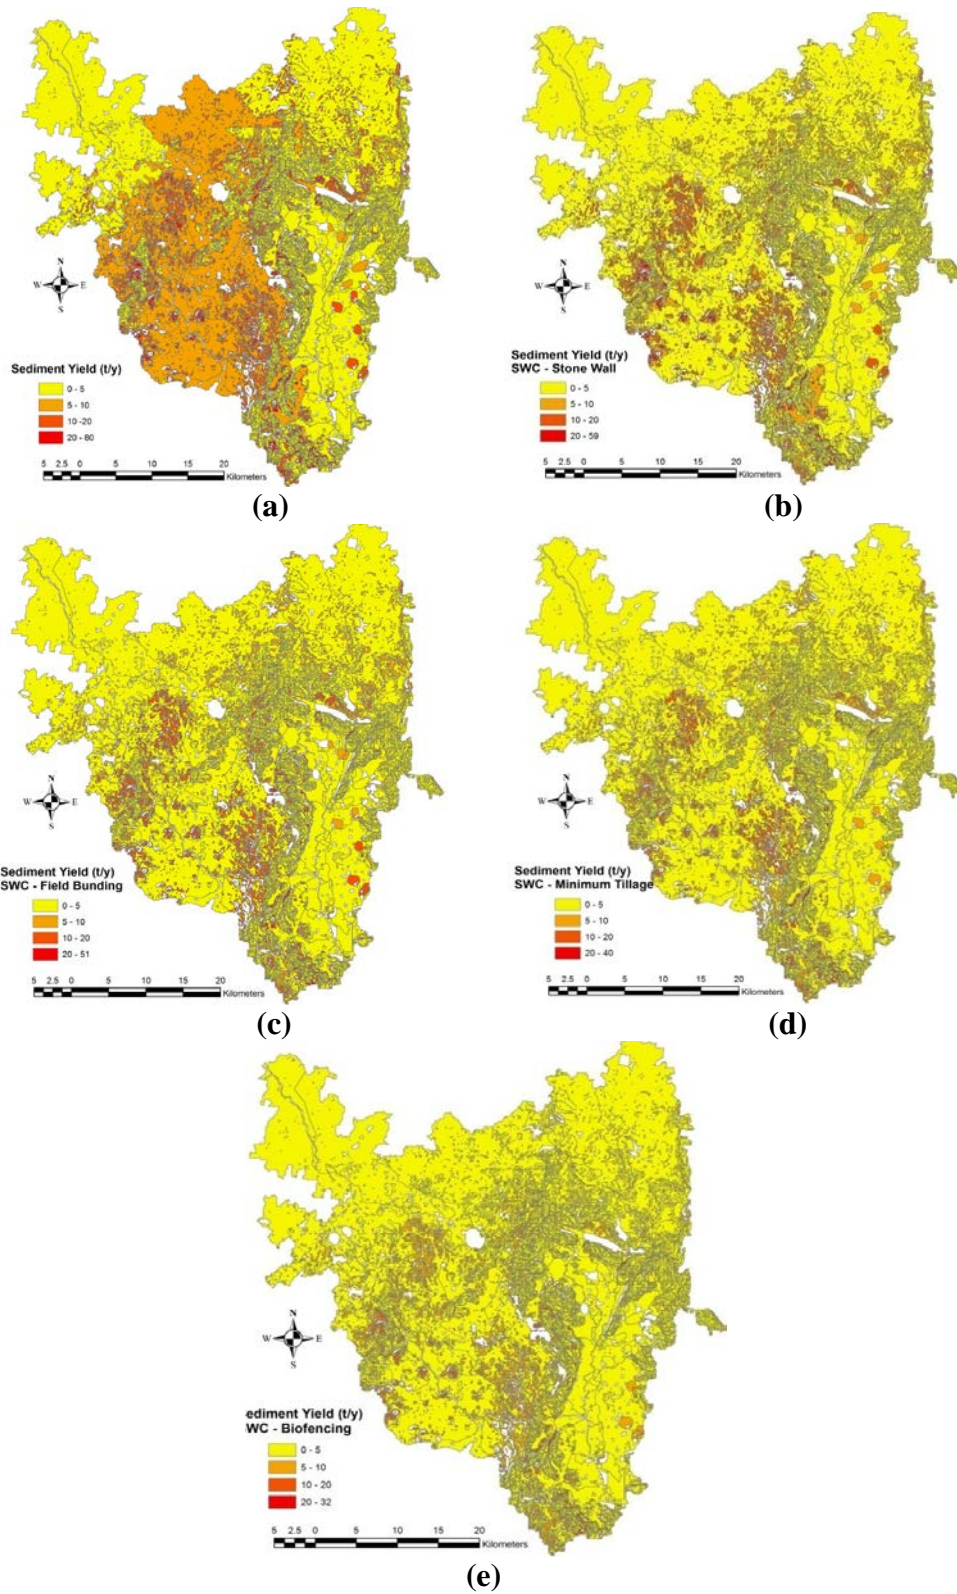 N
W E
S
Sediment Yield (t/y)
0 - 5
5 - 10
10 -20
20 - 80
5 2.5 0 5 10 15 20
Kilometers
(a)
N
W E
S
Sediment Yield (t/y)
SWC - Stone Wall
0 - 5
5 - 10
10 - 20
20 - 59
5 2.5 0 5 10 15 20
Kilometers
(b)
N
W E
S
Sediment Yield (t/y)
SWC - Field Bunding
0 - 5
5 - 10
10 - 20
20 - 51
5 2.5 0 5 10 15 20
Kilometers
(c)
N
W E
S
Sediment Yield (t/y)
SWC - Minimum Tillage
0 - 5
5 - 10
10 - 20
20 - 40
5 2.5 0 5 10 15 20
Kilometers
(d)
N
W E
S
ediment Yield (t/y)
WC - Biofencing
0 - 5
5 - 10
10 - 20
20 - 32
5 2.5 0 5 10 15 20
Kilometers
(e)